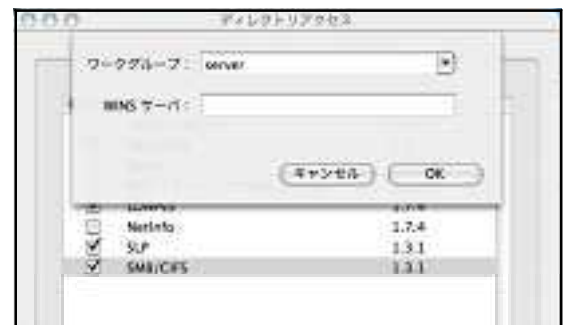 ディレクトリアクセス
ワークグループ: server
WINS サーバ:
キャンセル OK
LDAPv3
NetInfo 1.7.4
SLP 1.3.1
SMB/CIFS 1.3.1